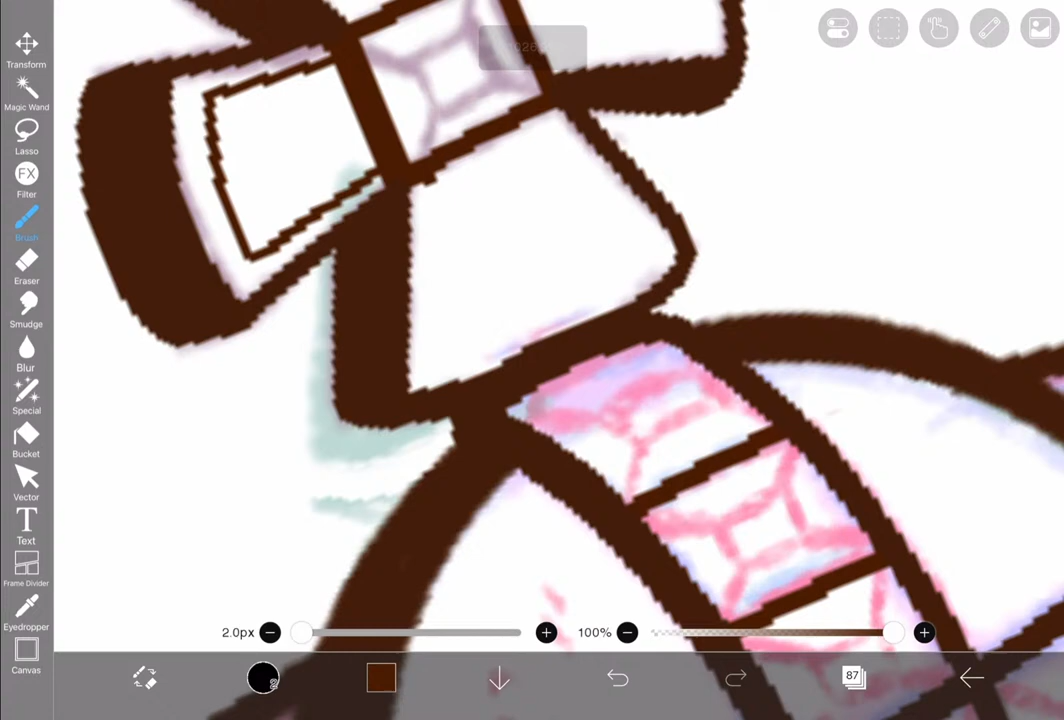 Transform
Magic Wand
Lasso
FX
Filter
Brush
Eraser
Smudge
Blur
Special
Bucket
Vector
T
Text
Frame Divider
Eyedropper
Canvas
2.0px
100%
2
87